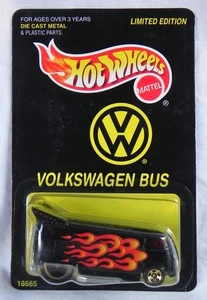 FOR AGES OVER 3 YEARS
DIE CAST METAL
& PLASTIC PARTS.
LIMITED EDITION
Hot Wheels
MATTEL
VW
VOLKSWAGEN BUS
18665